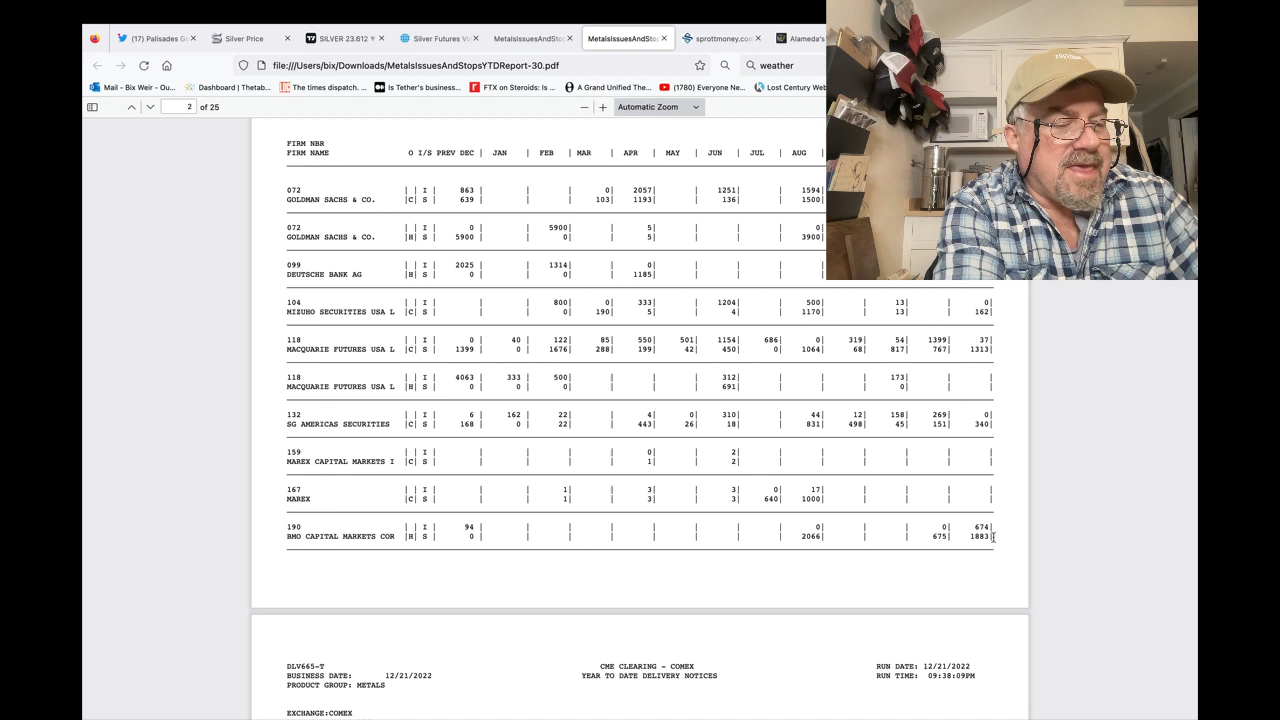 (17) Palisades G Silver Price SILVER 23.612 Silver Futures Vo MetalsIssuesAndStop MetalsIssuesAndStop sprottmoney.com Alameda's
file:///Users/bix/Downloads/MetalsIssuesAndStopsYTDReport-30.pdf weather
Mail - Bix Weir - Ou... Dashboard | Thetab... The times dispatch. ... Is Tether's business... FTX on Steroids: Is ... A Grand Unified The... (1780) Everyone Ne... Lost Century Web
2 of 25 Automatic Zoom
FIRM NBR
FIRM NAME O I/S PREV DEC | JAN | FEB | MAR | APR | MAY | JUN | JUL | AUG |
072 | | I 863 | | | 0| 2057| | 1251| | 1594|
GOLDMAN SACHS & CO. |C| S 639 | | | 103| 1193| | 136| | 1500|
072 | | I 0 | | 5900| | 5| | | | 0|
GOLDMAN SACHS & CO. |H| S 5900 | | 0| | 5| | | | 3900|
099 | | I 2025 | | 1314| | 0| | | | |
DEUTSCHE BANK AG |H| S 0 | | 0| | 1185| | | | |
104 | | I | | 800| 0| 333| | 1204| | 500| | 13| | 0|
MIZUHO SECURITIES USA L |C| S | | 0| 190| 5| | 4| | 1170| | 13| | 162|
118 | | I 0 | 40 | 122| 85| 550| 501| 1154| 686| 0| 319| 54| 1399| 37|
MACQUARIE FUTURES USA L |C| S 1399 | 0 | 1676| 288| 199| 42| 450| 0| 1064| 68| 817| 767| 1313|
118 | | I 4063 | 333 | 500| | | | 312| | | | 173| | |
MACQUARIE FUTURES USA L |H| S 0 | 0 | 0| | | | 691| | | | 0| | |
132 | | I 6 | 162 | 22| | 4| 0| 310| | 44| 12| 158| 269| 0|
SG AMERICAS SECURITIES |C| S 168 | 0 | 22| | 443| 26| 18| | 831| 498| 45| 151| 340|
159 | | I | | | | 0| | 2| | | | | | |
MAREX CAPITAL MARKETS I |C| S | | | | 1| | 2| | | | | | |
167 | | I | | 1| | 3| | 3| 0| 17| | | | |
MAREX |C| S | | 1| | 3| | 3| 640| 1000| | | | |
190 | | I 94 | | | | | | | | 0| | | 0| 674|
BMO CAPITAL MARKETS COR |H| S 0 | | | | | | | | 2066| | | 675| 1883|
DLV665-T CME CLEARING - COMEX RUN DATE: 12/21/2022
BUSINESS DATE: 12/21/2022 YEAR TO DATE DELIVERY NOTICES RUN TIME: 09:38:09PM
PRODUCT GROUP: METALS
EXCHANGE:COMEX